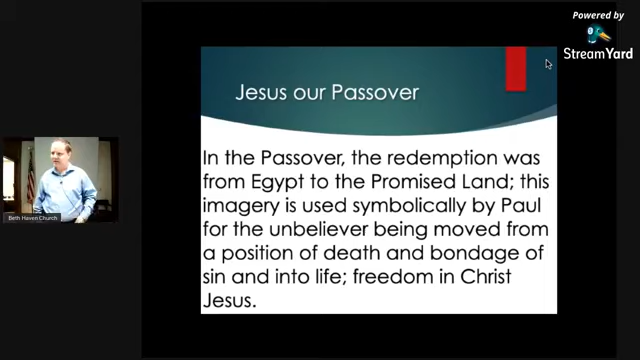 Powered by
StreamYard
Jesus our Passover
In the Passover, the redemption was
from Egypt to the Promised Land; this
imagery is used symbolically by Paul
for the unbeliever being moved from
a position of death and bondage of
sin and into life; freedom in Christ
Jesus.
Beth Haven Church